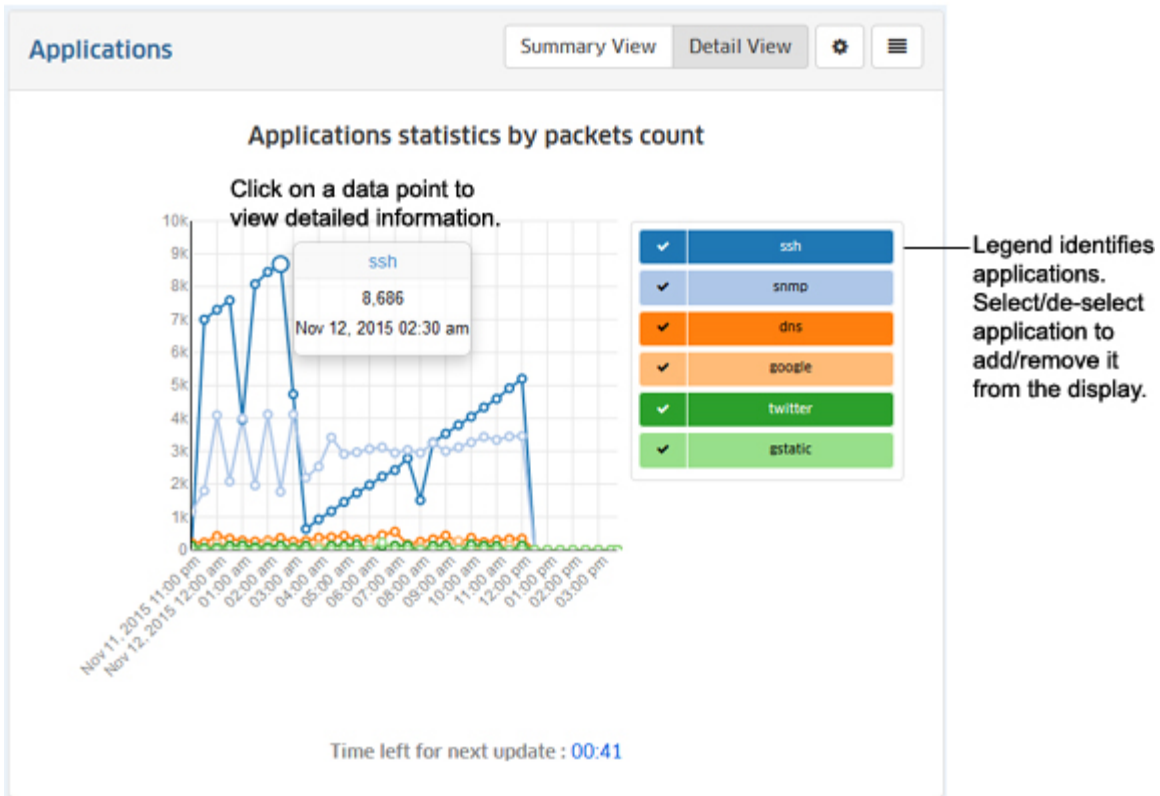 Applications
Summary View
Detail View
Applications statistics by packets count
Click on a data point to
view detailed information.
10k
9k
8k
7k
6k
5k
4k
3k
2k
1k
0
ssh
8,686
Nov 12, 2015 02:30 am
ssh
snmp
dns
google
twitter
gstatic
Legend identifies
applications.
Select/de-select
application to
add/remove it
from the display.
Nov 11, 2015 11:00 pm
Nov 12, 2015 12:00 am
01:00 am
02:00 am
03:00 am
04:00 am
05:00 am
06:00 am
07:00 am
08:00 am
09:00 am
10:00 am
11:00 am
12:00 pm
01:00 pm
02:00 pm
03:00 pm
Time left for next update : 00:41